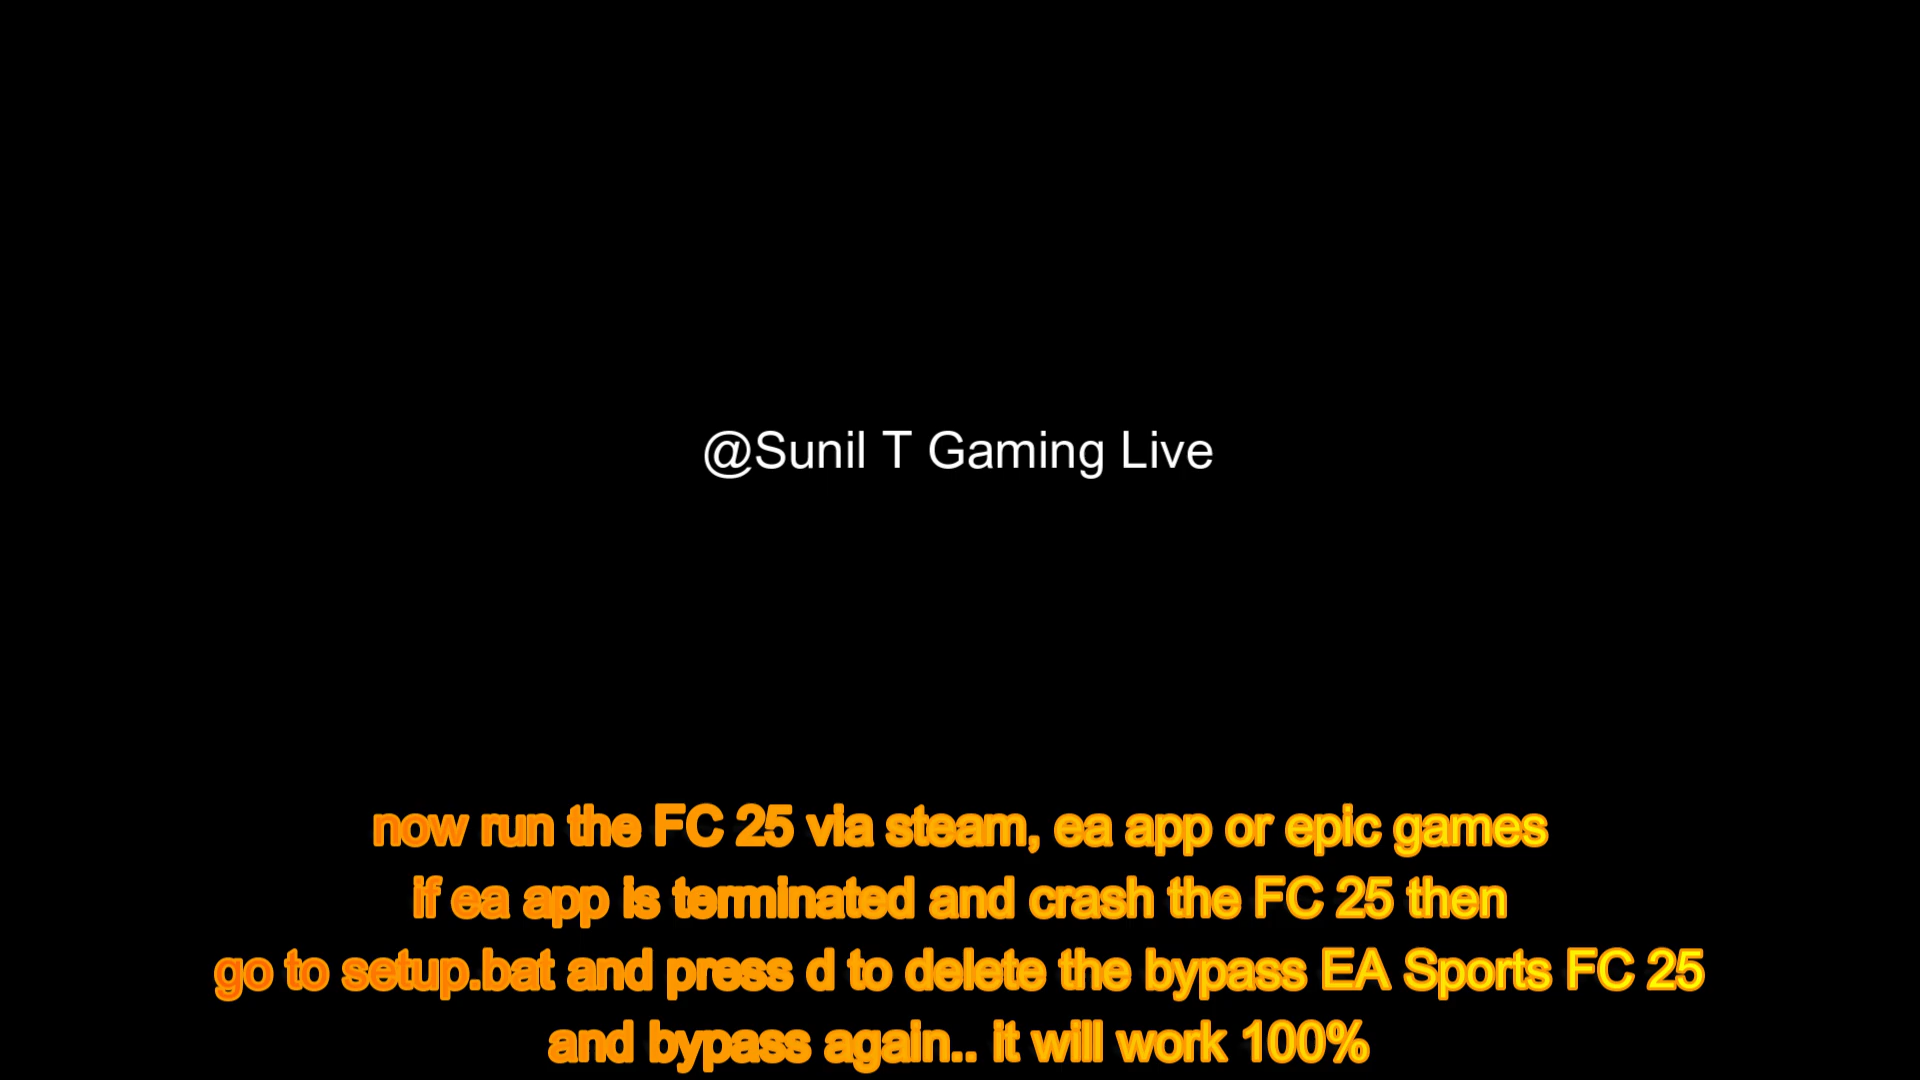 @Sunil T Gaming Live
now run the FC 25 via steam, ea app or epic games
if ea app is terminated and crash the FC 25 then
go to setup.bat and press d to delete the bypass EA Sports FC 25
and bypass again.. it will work 100%